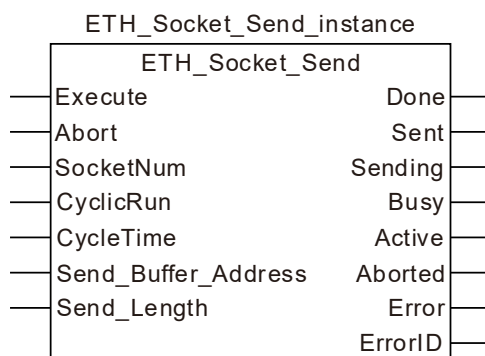 ETH_Socket_Send_instance
ETH_Socket_Send
Execute Done
Abort Sent
SocketNum Sending
CyclicRun Busy
CycleTime Active
Send_Buffer_Address Aborted
Send_Length Error
ErrorID